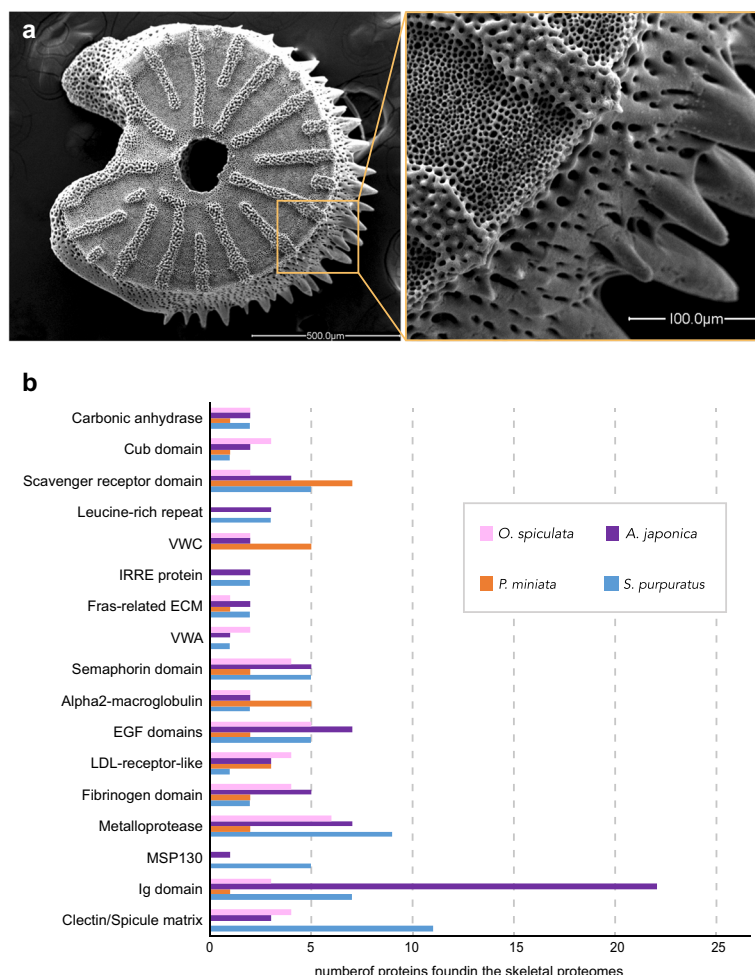 a
500.0µm
100.0µm
b
Carbonic anhydrase
Cub domain
Scavenger receptor domain
Leucine-rich repeat
VWC
IRRE protein
Fras-related ECM
VWA
Semaphorin domain
Alpha2-macroglobulin
EGF domains
LDL-receptor-like
Fibrinogen domain
Metalloprotease
MSP130
Ig domain
Clectin/Spicule matrix
O. spiculata
A. japonica
P. miniata
S. purpuratus
0 5 10 15 20 25
numberof proteins foundin the skeletal proteomes